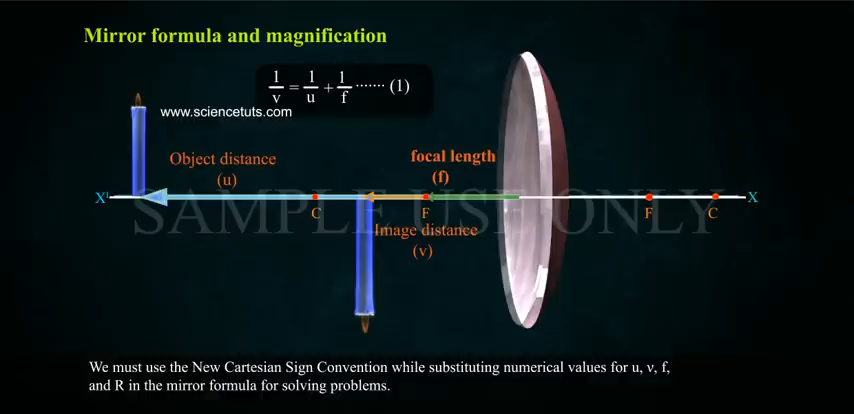 Mirror formula and magnification
1/v = 1/u + 1/f ······· (1)
www.sciencetuts.com
Object distance
(u)
focal length
(f)
X' X
C F F C
SAMPLE USE ONLY
Image distance
(v)
We must use the New Cartesian Sign Convention while substituting numerical values for u, v, f,
and R in the mirror formula for solving problems.